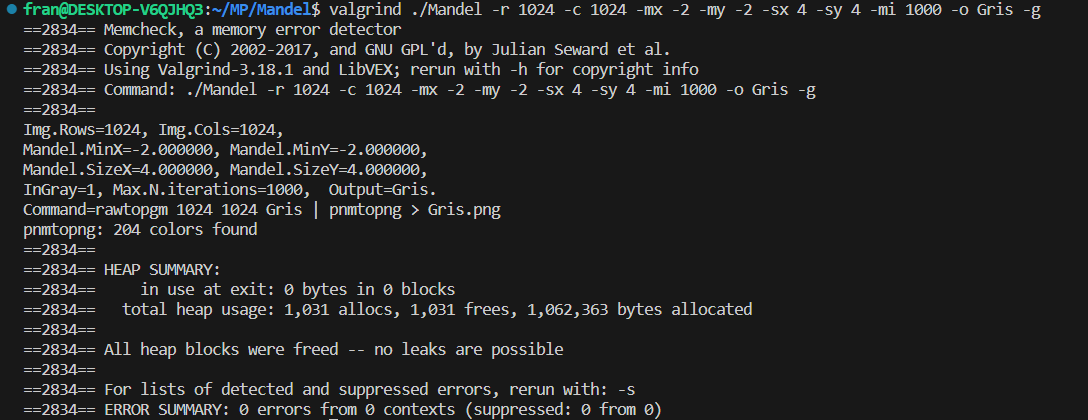 fran@DESKTOP-V6QJHQ3:~/MP/Mandel$ valgrind ./Mandel -r 1024 -c 1024 -mx -2 -my -2 -sx 4 -sy 4 -mi 1000 -o Gris -g
==2834== Memcheck, a memory error detector
==2834== Copyright (C) 2002-2017, and GNU GPL'd, by Julian Seward et al.
==2834== Using Valgrind-3.18.1 and LibVEX; rerun with -h for copyright info
==2834== Command: ./Mandel -r 1024 -c 1024 -mx -2 -my -2 -sx 4 -sy 4 -mi 1000 -o Gris -g
==2834==
Img.Rows=1024, Img.Cols=1024,
Mandel.MinX=-2.000000, Mandel.MinY=-2.000000,
Mandel.SizeX=4.000000, Mandel.SizeY=4.000000,
InGray=1, Max.N.iterations=1000,  Output=Gris.
Command=rawtopgm 1024 1024 Gris | pnmtopng > Gris.png
pnmtopng: 204 colors found
==2834==
==2834== HEAP SUMMARY:
==2834==     in use at exit: 0 bytes in 0 blocks
==2834==   total heap usage: 1,031 allocs, 1,031 frees, 1,062,363 bytes allocated
==2834==
==2834== All heap blocks were freed -- no leaks are possible
==2834==
==2834== For lists of detected and suppressed errors, rerun with: -s
==2834== ERROR SUMMARY: 0 errors from 0 contexts (suppressed: 0 from 0)